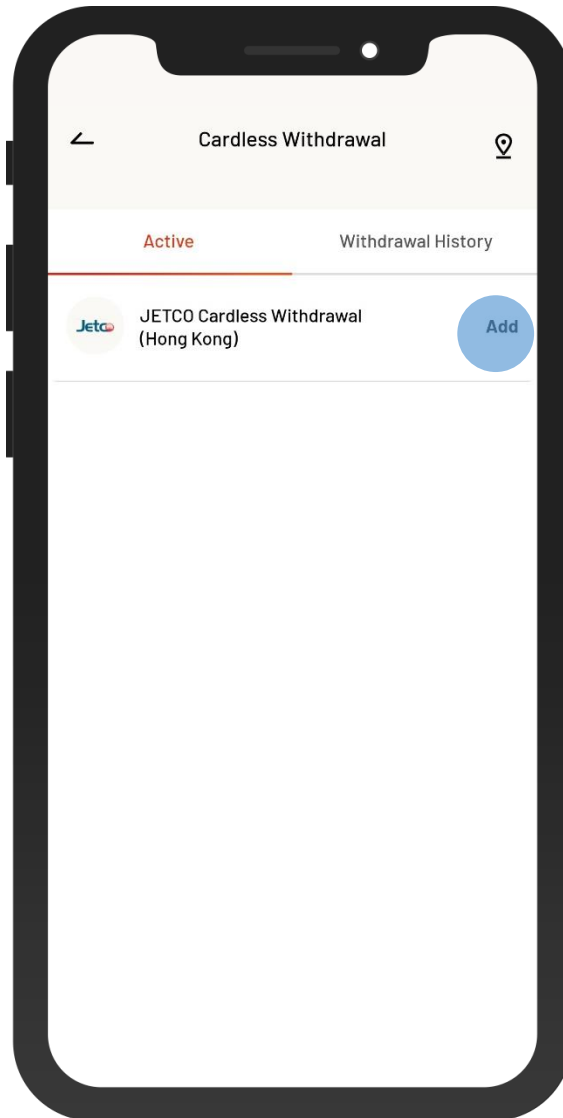 Cardless Withdrawal
Active
Withdrawal History
Jetco
JETCO Cardless Withdrawal
(Hong Kong)
Add